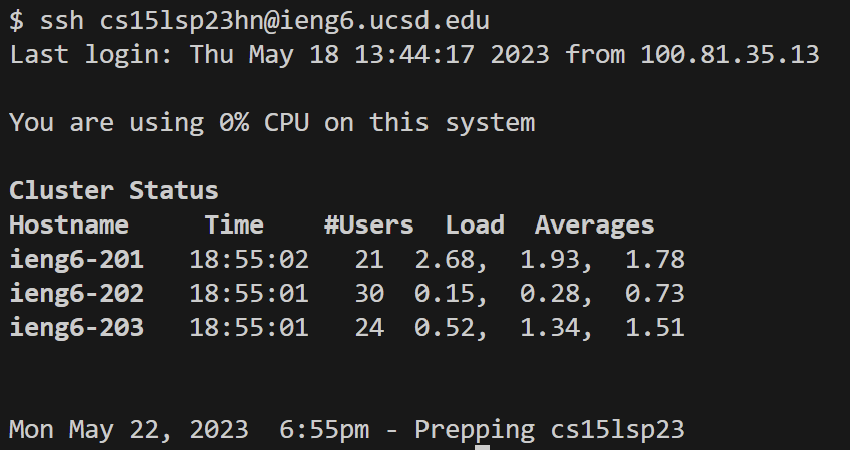 $ ssh cs15lsp23hn@ieng6.ucsd.edu
Last login: Thu May 18 13:44:17 2023 from 100.81.35.13
You are using 0% CPU on this system
Cluster Status
Hostname     Time    #Users  Load  Averages
ieng6-201   18:55:02   21  2.68,  1.93,  1.78
ieng6-202   18:55:01   30  0.15,  0.28,  0.73
ieng6-203   18:55:01   24  0.52,  1.34,  1.51
Mon May 22, 2023  6:55pm - Prepping cs15lsp23